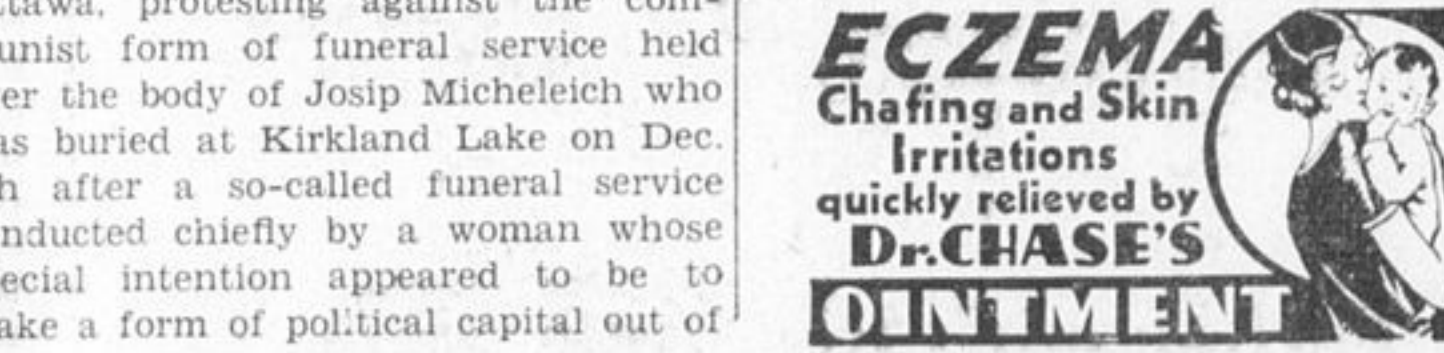 ttawa, protesting against the com-
unist form of funeral service held
er the body of Josip Micheleich who
as buried at Kirkland Lake on Dec.
h after a so-called funeral service
nducted chiefly by a woman whose
ecial intention appeared to be to
ake a form of political capital out of
ECZEMA
Chafing and Skin
Irritations
quickly relieved by
Dr.CHASE'S
OINTMENT